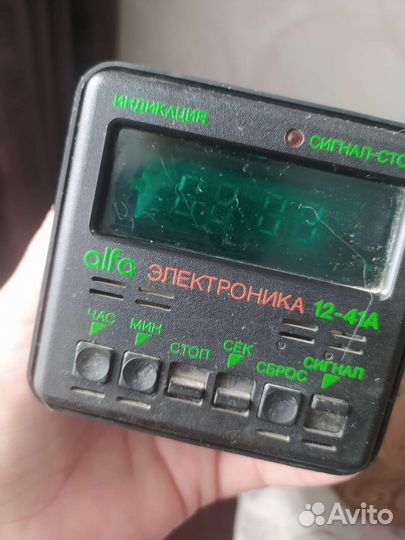 ИНДИКАЦИЯ
СИГНАЛ-СТО
alfa ЭЛЕКТРОНИКА 12-41А
ЧАС МИН СТОП СЕК СБРОС СИГНАЛ
Avito